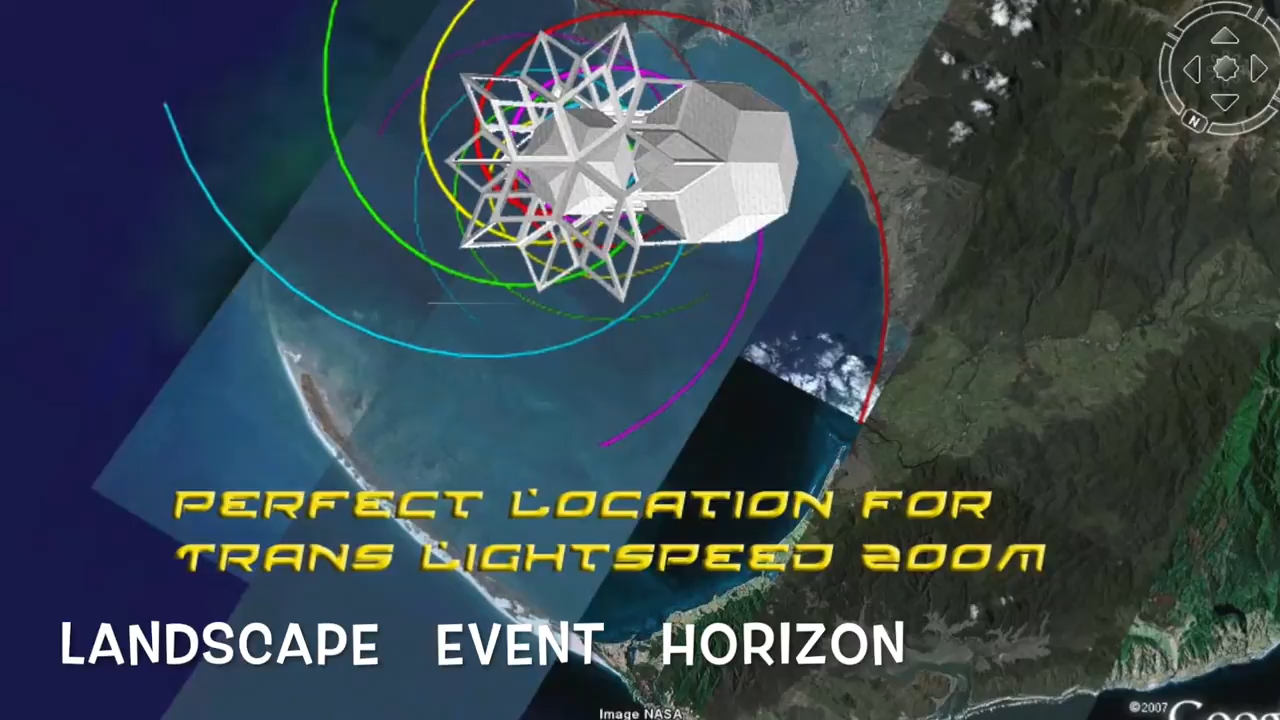 N
PERFECT LOCATION FOR
TRANS LIGHTSPEED ZOOM
LANDSCAPE EVENT HORIZON
Image NASA
©2007